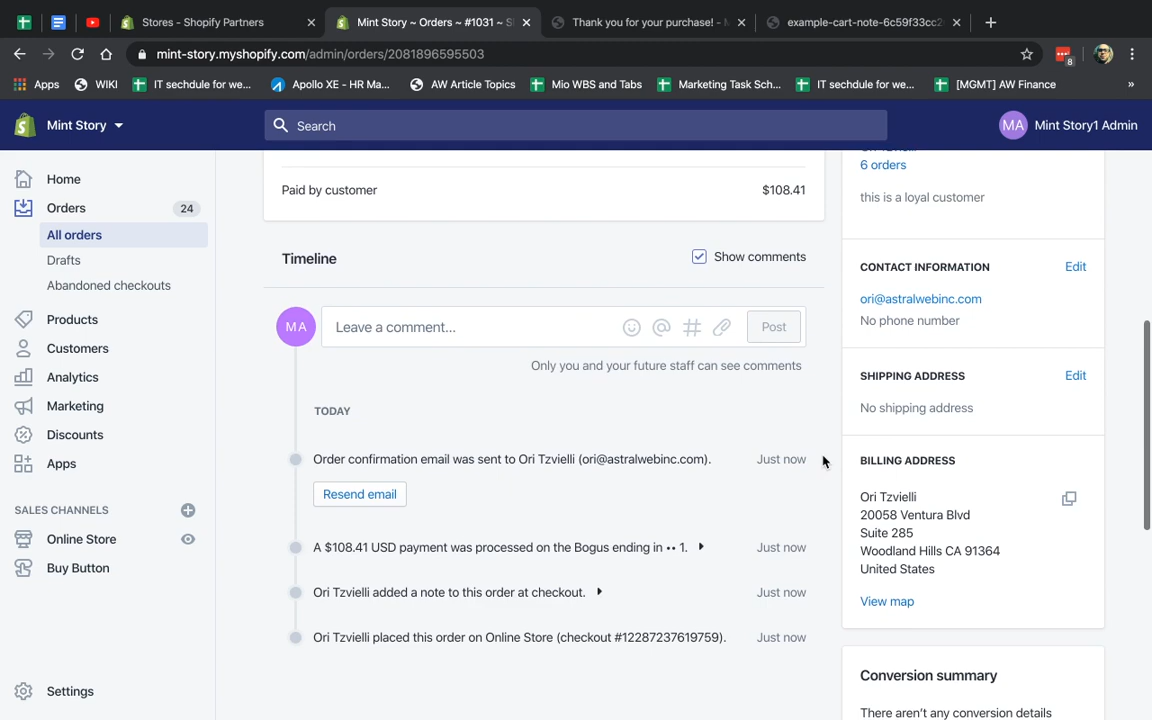 Stores - Shopify Partners
Mint Story ~ Orders ~ #1031 ~ S
Thank you for your purchase! - M
example-cart-note-6c59f33cc2
mint-story.myshopify.com/admin/orders/2081896595503
8
Apps
WIKI
IT sechdule for we...
Apollo XE - HR Ma...
AW Article Topics
Mio WBS and Tabs
Marketing Task Sch...
IT sechdule for we...
[MGMT] AW Finance
»
Mint Story
Search
MA
Mint Story1 Admin
Home
Orders
24
All orders
Drafts
Abandoned checkouts
Products
Customers
Analytics
Marketing
Discounts
Apps
SALES CHANNELS
Online Store
Buy Button
Settings
Paid by customer
$108.41
Timeline
Show comments
MA
Leave a comment...
Post
Only you and your future staff can see comments
TODAY
Order confirmation email was sent to Ori Tzvielli (ori@astralwebinc.com).
Just now
Resend email
A $108.41 USD payment was processed on the Bogus ending in •• 1.
Just now
Ori Tzvielli added a note to this order at checkout.
Just now
Ori Tzvielli placed this order on Online Store (checkout #12287237619759).
Just now
6 orders
this is a loyal customer
CONTACT INFORMATION
Edit
ori@astralwebinc.com
No phone number
SHIPPING ADDRESS
Edit
No shipping address
BILLING ADDRESS
Ori Tzvielli
20058 Ventura Blvd
Suite 285
Woodland Hills CA 91364
United States
View map
Conversion summary
There aren't any conversion details